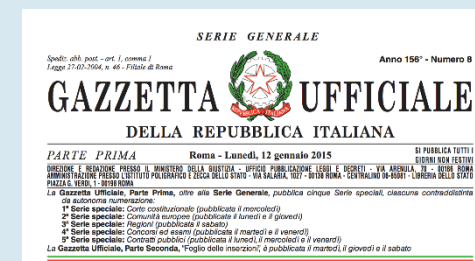 SERIE GENERALE
Spediz. abb. post. - art. 1, comma 1
Legge 27-02-2004, n. 46 - Filiale di Roma
Anno 156° - Numero 8
GAZZETTA UFFICIALE
DELLA REPUBBLICA ITALIANA
PARTE PRIMA
Roma - Lunedì, 12 gennaio 2015
SI PUBBLICA TUTTI I
GIORNI NON FESTIVI
DIREZIONE E REDAZIONE PRESSO IL MINISTERO DELLA GIUSTIZIA - UFFICIO PUBBLICAZIONE LEGGI E DECRETI - VIA ARENULA, 70 - 00186 ROMA
AMMINISTRAZIONE PRESSO L'ISTITUTO POLIGRAFICO E ZECCA DELLO STATO - VIA SALARIA, 1027 - 00138 ROMA - CENTRALINO 06-85081 - LIBRERIA DELLO STATO
PIAZZA G. VERDI, 1 - 00198 ROMA
La Gazzetta Ufficiale, Parte Prima, oltre alla Serie Generale, pubblica cinque Serie speciali, ciascuna contraddistinta
da autonoma numerazione:
1ª Serie speciale: Corte costituzionale (pubblicata il mercoledì)
2ª Serie speciale: Comunità europee (pubblicata il lunedì e il giovedì)
3ª Serie speciale: Regioni (pubblicata il sabato)
4ª Serie speciale: Concorsi ed esami (pubblicata il martedì e il venerdì)
5ª Serie speciale: Contratti pubblici (pubblicata il lunedì, il mercoledì e il venerdì)
La Gazzetta Ufficiale, Parte Seconda, "Foglio delle inserzioni", è pubblicata il martedì, il giovedì e il sabato